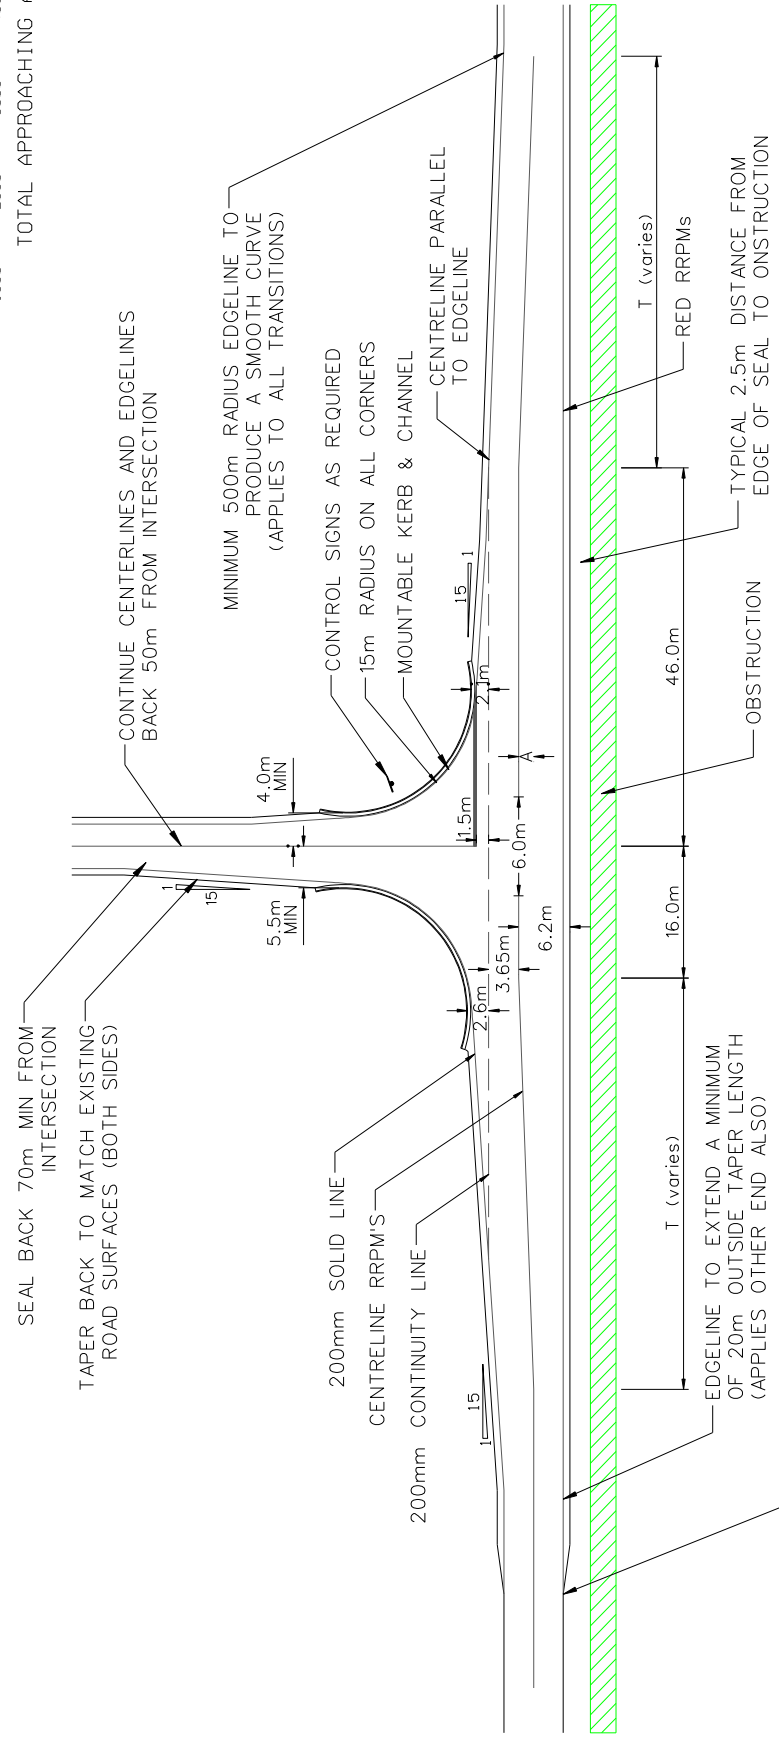 TOTAL APPROACHING
CONTINUE CENTERLINES AND EDGELINES
BACK 50m FROM INTERSECTION
SEAL BACK 70m MIN FROM
INTERSECTION
TAPER BACK TO MATCH EXISTING
ROAD SURFACES (BOTH SIDES)
1
15
4.0m
MIN
5.5m
MIN
MINIMUM 500m RADIUS EDGELINE TO
PRODUCE A SMOOTH CURVE
(APPLIES TO ALL TRANSITIONS)
CONTROL SIGNS AS REQUIRED
15m RADIUS ON ALL CORNERS
MOUNTABLE KERB & CHANNEL
CENTRELINE PARALLEL
TO EDGELINE
200mm SOLID LINE
CENTRELINE RRPM'S
200mm CONTINUITY LINE
15
1
15
1
2.6m
3.65m
6.2m
1.5m
6.0m
A
2.1m
T (varies)
16.0m
46.0m
T (varies)
RED RRPMs
EDGELINE TO EXTEND A MINIMUM
OF 20m OUTSIDE TAPER LENGTH
(APPLIES OTHER END ALSO)
OBSTRUCTION
TYPICAL 2.5m DISTANCE FROM
EDGE OF SEAL TO ONSTRUCTION